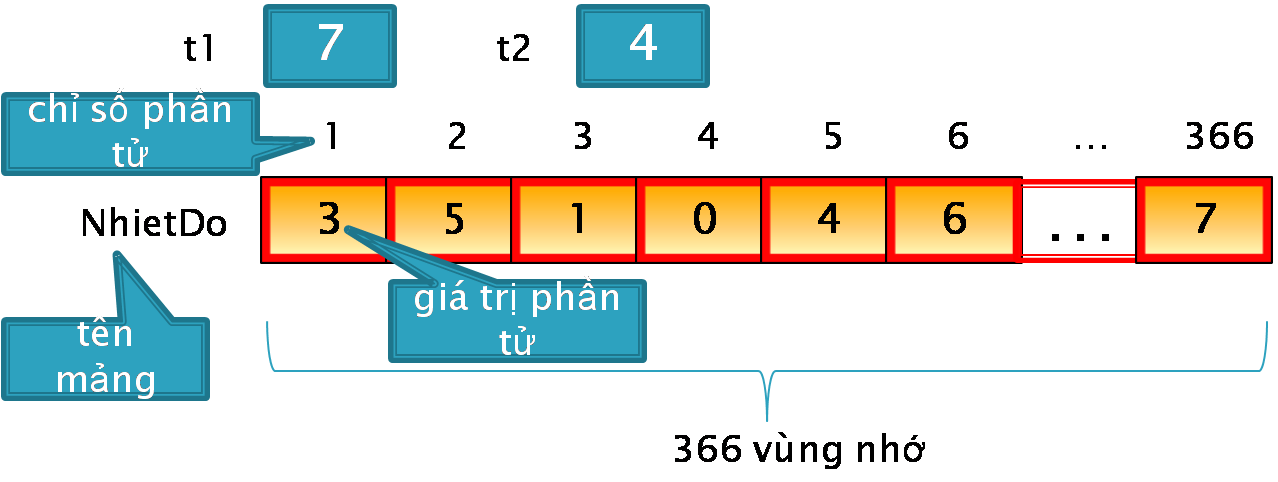 t1 7 t2 4
chỉ số phần
tử
1 2 3 4 5 6 ... 366
NhietDo 3 5 1 0 4 6 ... 7
giá trị phần
tử
tên
mảng
366 vùng nhớ